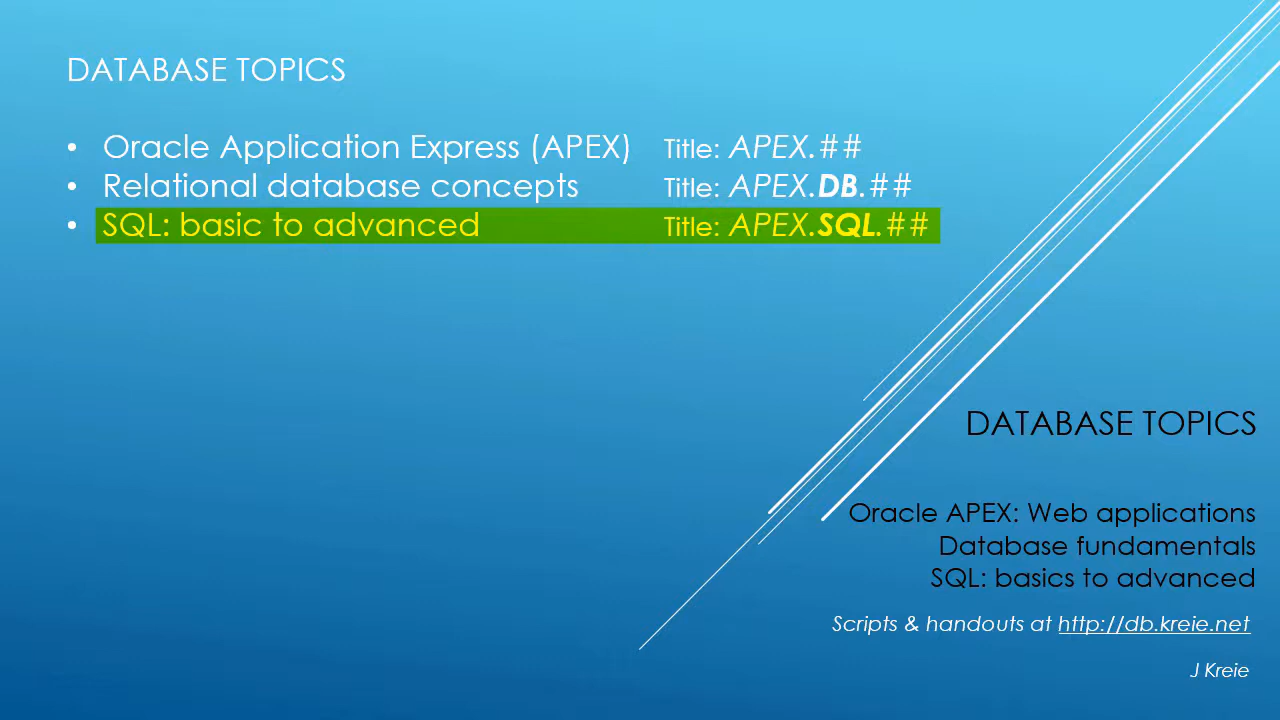 DATABASE TOPICS
• Oracle Application Express (APEX) Title: APEX.##
• Relational database concepts Title: APEX.DB.##
• SQL: basic to advanced Title: APEX.SQL.##
DATABASE TOPICS
Oracle APEX: Web applications
Database fundamentals
SQL: basics to advanced
Scripts & handouts at http://db.kreie.net
J Kreie